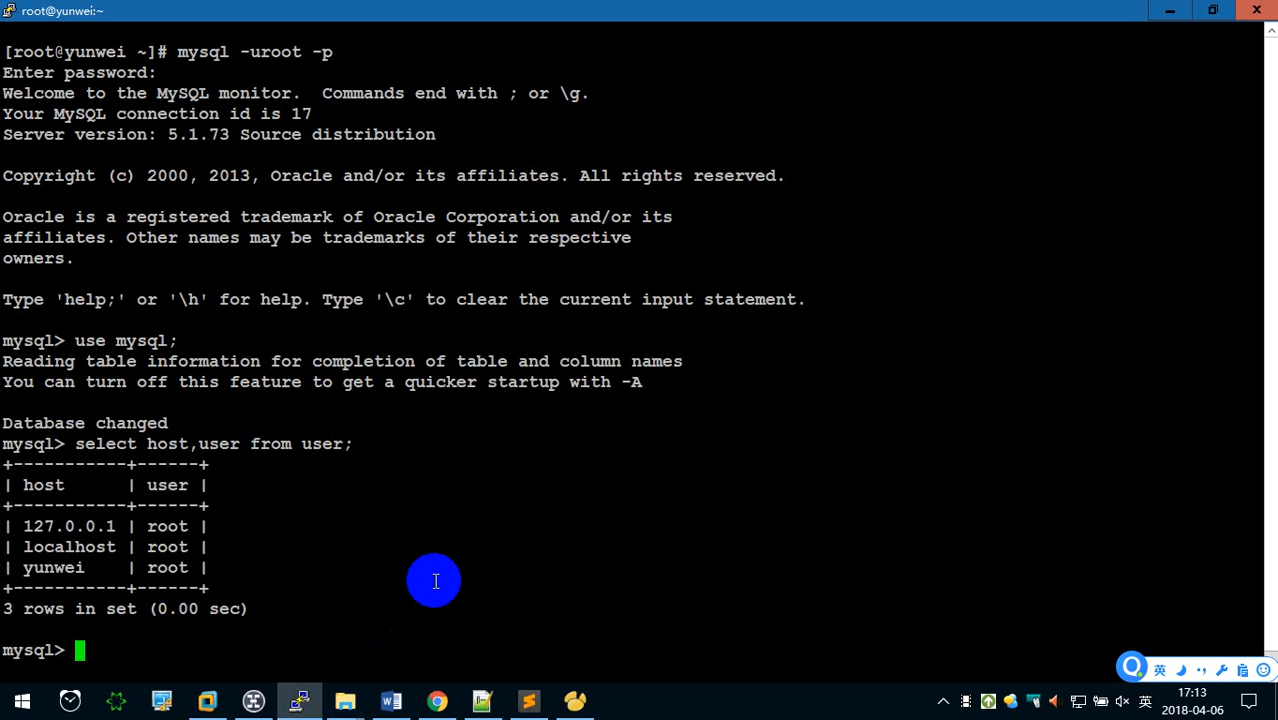 root@yunwei:~
[root@yunwei ~]# mysql -uroot -p
Enter password:
Welcome to the MySQL monitor.  Commands end with ; or \g.
Your MySQL connection id is 17
Server version: 5.1.73 Source distribution
Copyright (c) 2000, 2013, Oracle and/or its affiliates. All rights reserved.
Oracle is a registered trademark of Oracle Corporation and/or its
affiliates. Other names may be trademarks of their respective
owners.
Type 'help;' or '\h' for help. Type '\c' to clear the current input statement.
mysql> use mysql;
Reading table information for completion of table and column names
You can turn off this feature to get a quicker startup with -A
Database changed
mysql> select host,user from user;
+-----------+------+
| host      | user |
+-----------+------+
| 127.0.0.1 | root |
| localhost | root |
| yunwei    | root |
+-----------+------+
3 rows in set (0.00 sec)
mysql>
英
英
17:13
2018-04-06